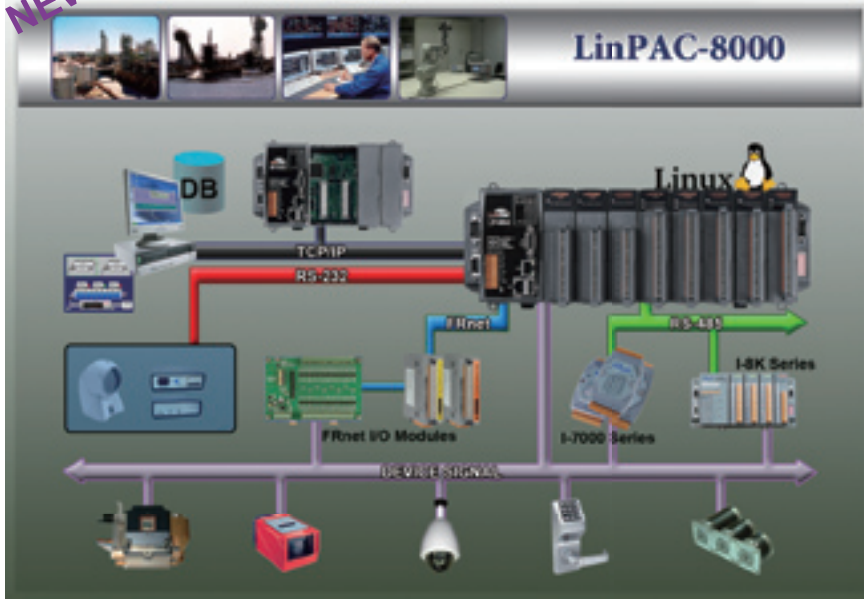 NEW
LinPAC-8000
DB
Linux
TCP/IP
RS-232
FRnet
RS-485
I-8K Series
FRnet I/O Modules
I-7000 Series
DEVICE SIGNAL